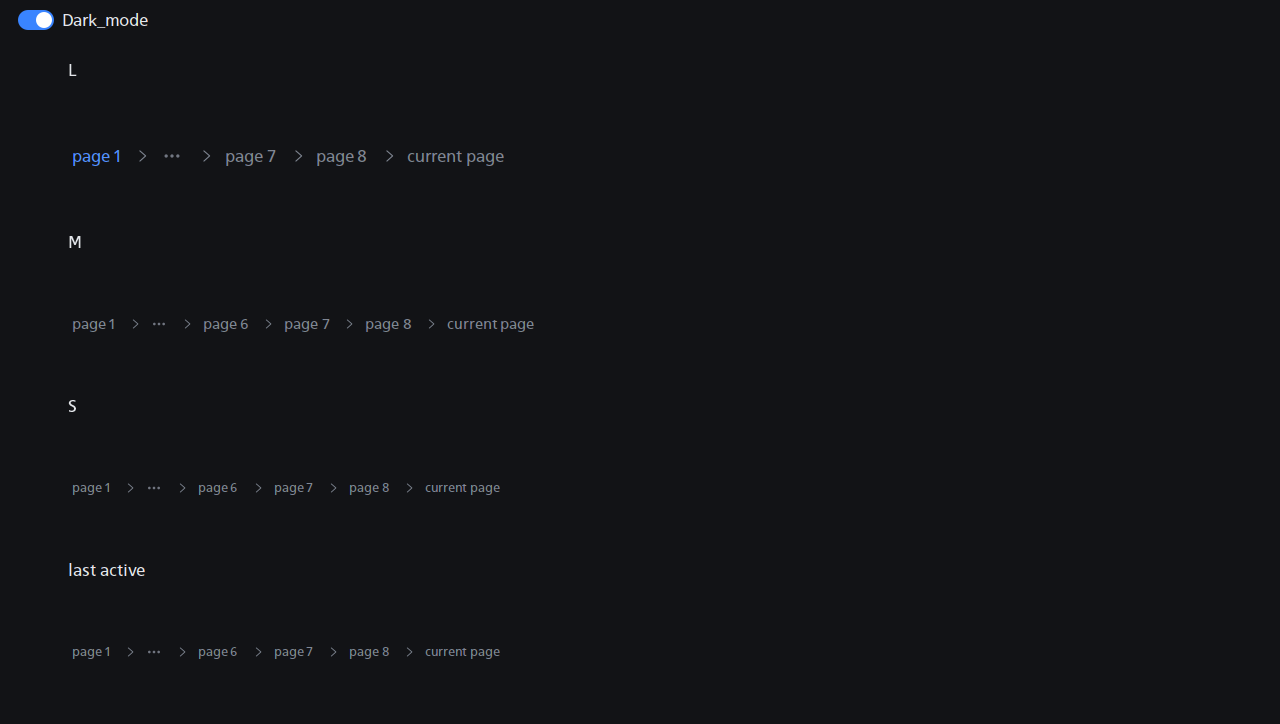 Dark_mode
L
page 1 > ••• > page 7 > page 8 > current page
M
page 1 > ••• > page 6 > page 7 > page 8 > current page
S
page 1 > ••• > page 6 > page 7 > page 8 > current page
last active
page 1 > ••• > page 6 > page 7 > page 8 > current page